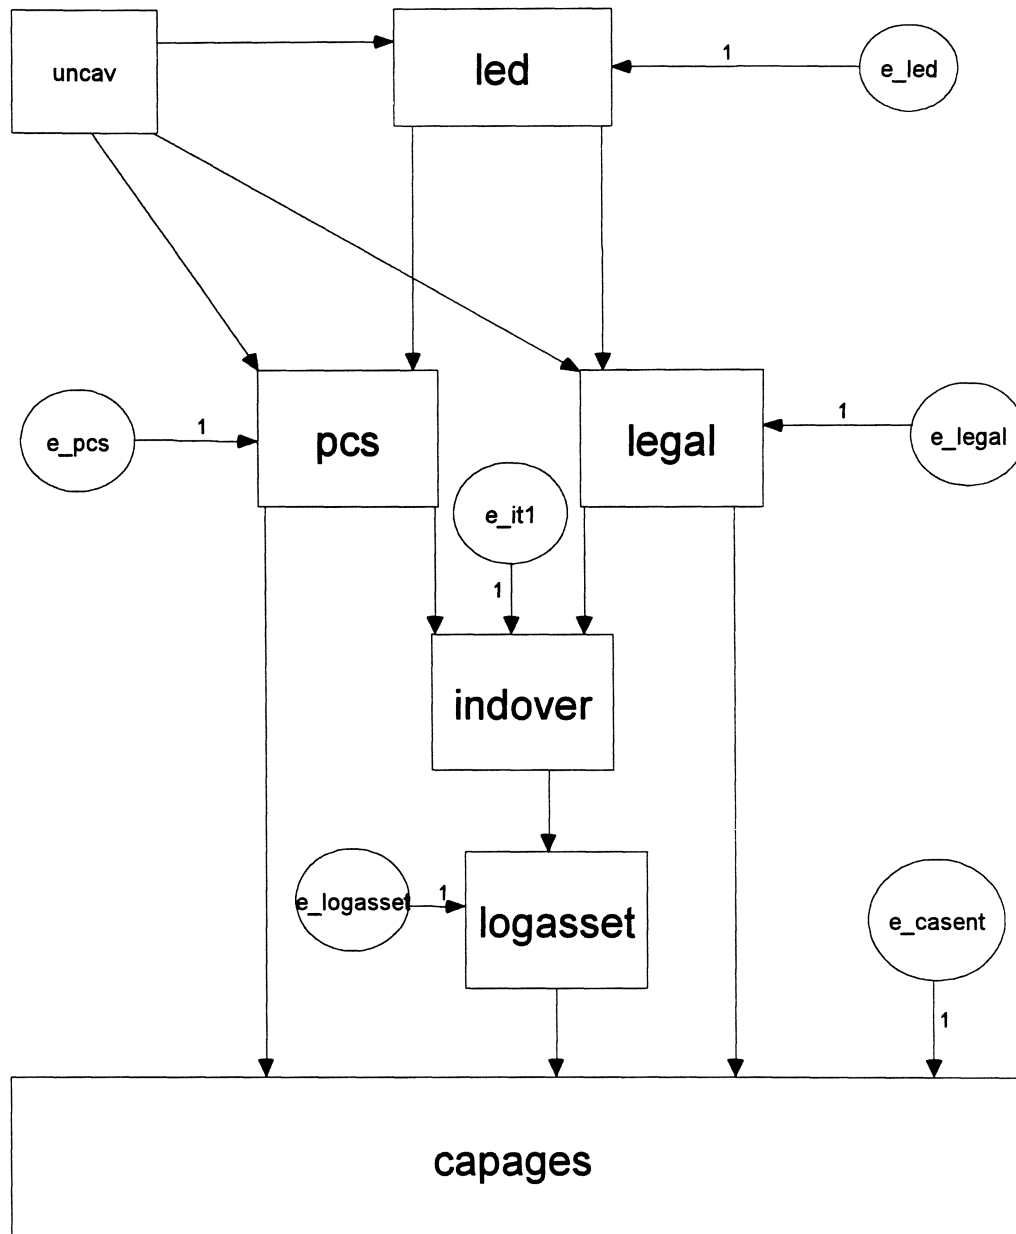 uncav
led
1
e_led
e_pcs
1
pcs
legal
1
e_legal
e_it1
1
indover
e_logasset
1
logasset
e_casent
1
capages